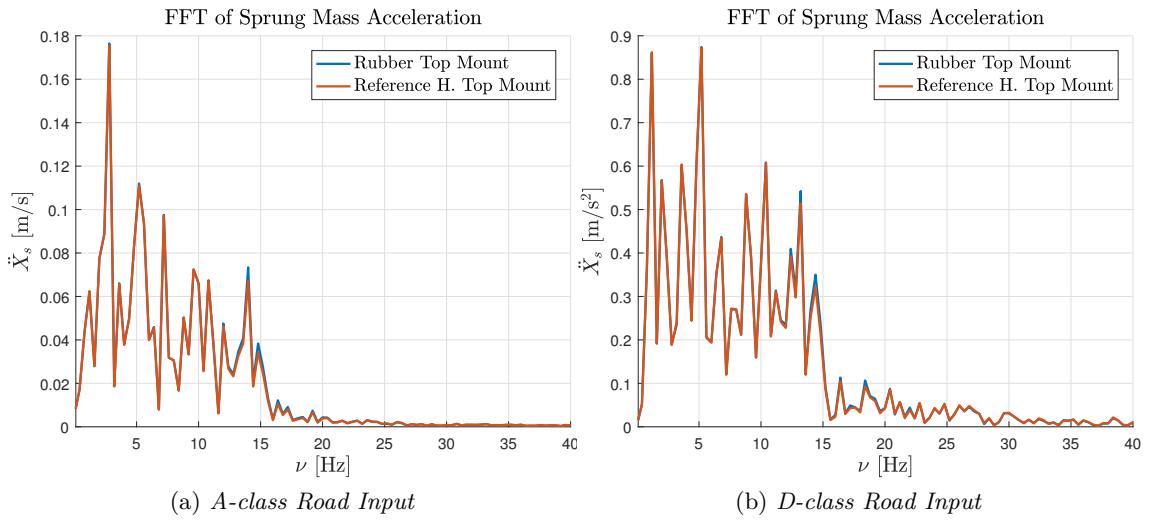 FFT of Sprung Mass Acceleration
Rubber Top Mount
Reference H. Top Mount
0.18
0.16
0.14
0.12
0.1
0.08
0.06
0.04
0.02
0
Ẍₛ [m/s]
5 10 15 20 25 30 35 40
ν [Hz]
(a) A-class Road Input
FFT of Sprung Mass Acceleration
Rubber Top Mount
Reference H. Top Mount
0.9
0.8
0.7
0.6
0.5
0.4
0.3
0.2
0.1
0
Ẍₛ [m/s²]
5 10 15 20 25 30 35 40
ν [Hz]
(b) D-class Road Input